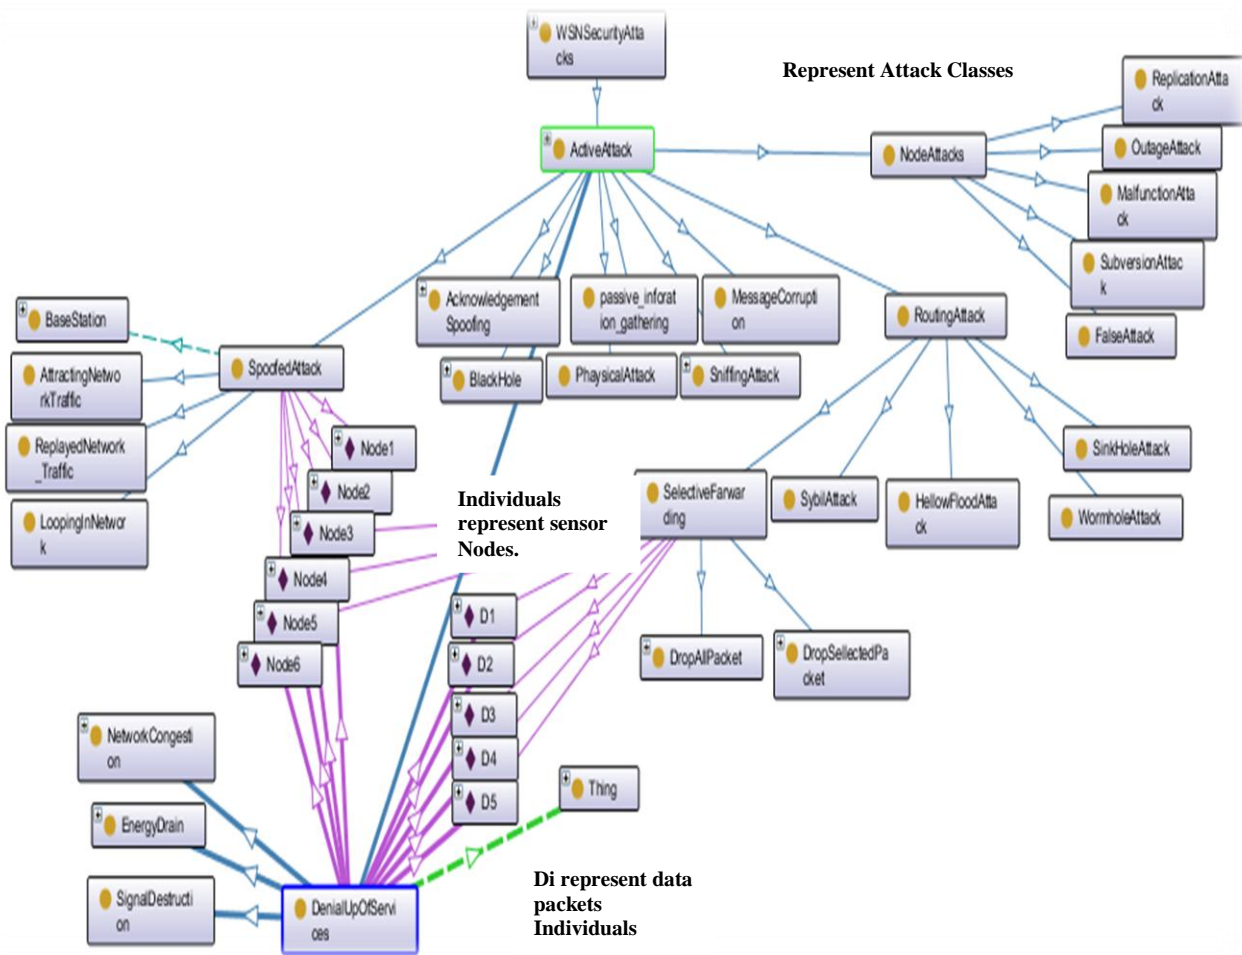 WSNSecurityAtta
cks
Represent Attack Classes
ReplicationAtta
ck
ActiveAttack
NodeAttacks
OutageAttack
MalfunctionAtta
ck
SubversionAttac
k
FalseAttack
BaseStation
Acknowledgement
Spoofing
passive_inforat
ion_gathering
MessageCorrupti
on
RoutingAttack
SpoofedAttack
AttractingNetwo
rkTraffic
BlackHole
PhaysicalAttack
SniffingAttack
ReplayedNetwork
_Traffic
Node1
SinkHoleAttack
Node2
Individuals
represent sensor
Nodes.
SelectiveFarwar
ding
SybilAttack
HellowFloodAtta
ck
WormholeAttack
LoopingInNetwor
k
Node3
Node4
Node5
Node6
D1
D2
D3
D4
D5
DropAllPacket
DropSellectedPa
cket
NetworkCongesti
on
Thing
EnergyDrain
SignalDestructi
on
DenialUpOfServi
ces
Di represent data
packets
Individuals